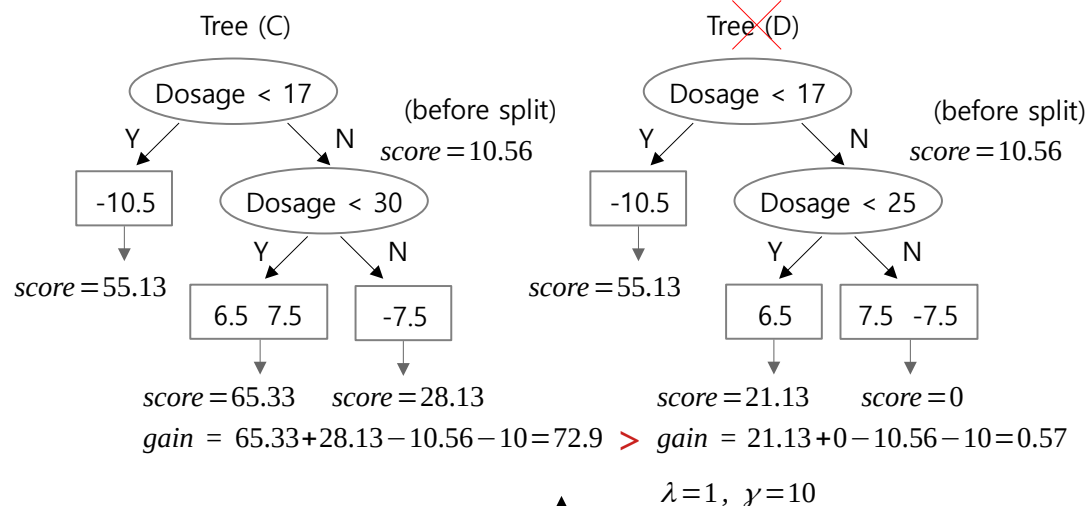 Tree (C)
Dosage < 17
(before split)
Y
N
score=10.56
-10.5
Dosage < 30
Y
N
score=55.13
6.5 7.5
-7.5
score=65.33
score=28.13
gain = 65.33+28.13−10.56−10=72.9
>
Tree (D)
Dosage < 17
(before split)
Y
N
score=10.56
-10.5
Dosage < 25
Y
N
score=55.13
6.5
7.5 -7.5
score=21.13
score=0
gain = 21.13+0−10.56−10=0.57
λ=1, γ=10